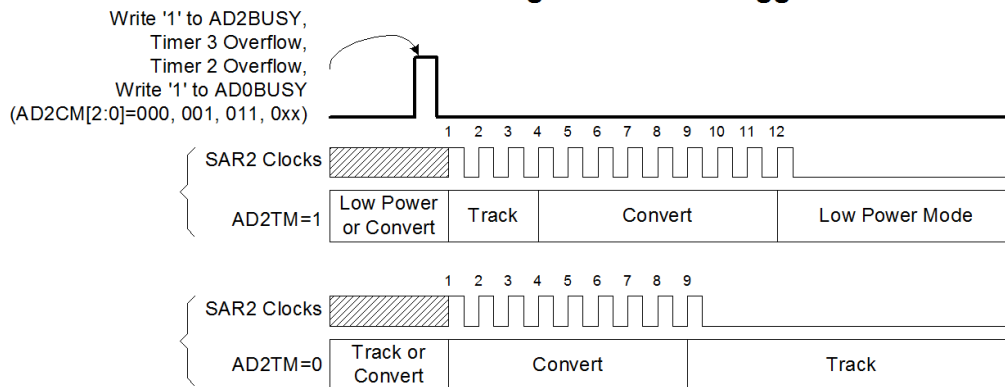 Write '1' to AD2BUSY,
Timer 3 Overflow,
Timer 2 Overflow,
Write '1' to AD0BUSY
(AD2CM[2:0]=000, 001, 011, 0xx)
1 2 3 4 5 6 7 8 9 10 11 12
SAR2 Clocks
AD2TM=1
Low Power
or Convert
Track
Convert
Low Power Mode
1 2 3 4 5 6 7 8 9
SAR2 Clocks
AD2TM=0
Track or
Convert
Convert
Track